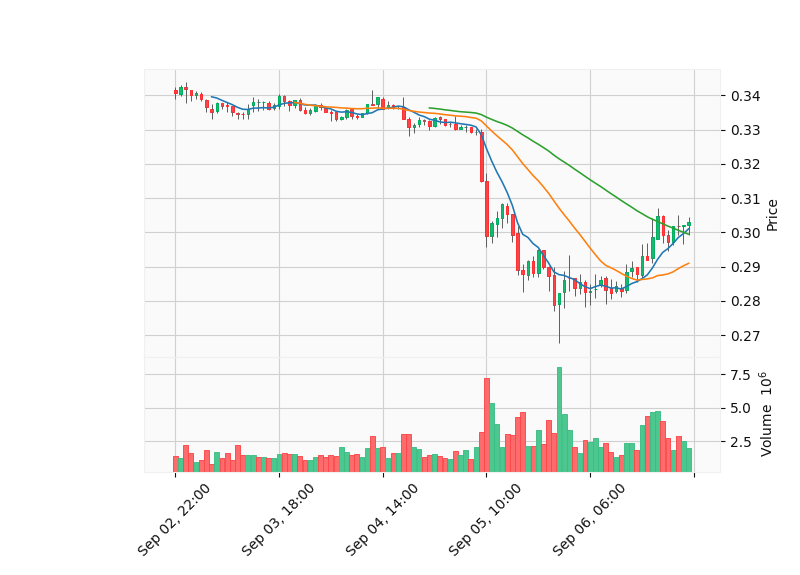 0.34
0.33
0.32
0.31
0.30
0.29
0.28
0.27
Price
7.5
5.0
2.5
Volume 10^6
Sep 02, 22:00
Sep 03, 18:00
Sep 04, 14:00
Sep 05, 10:00
Sep 06, 06:00